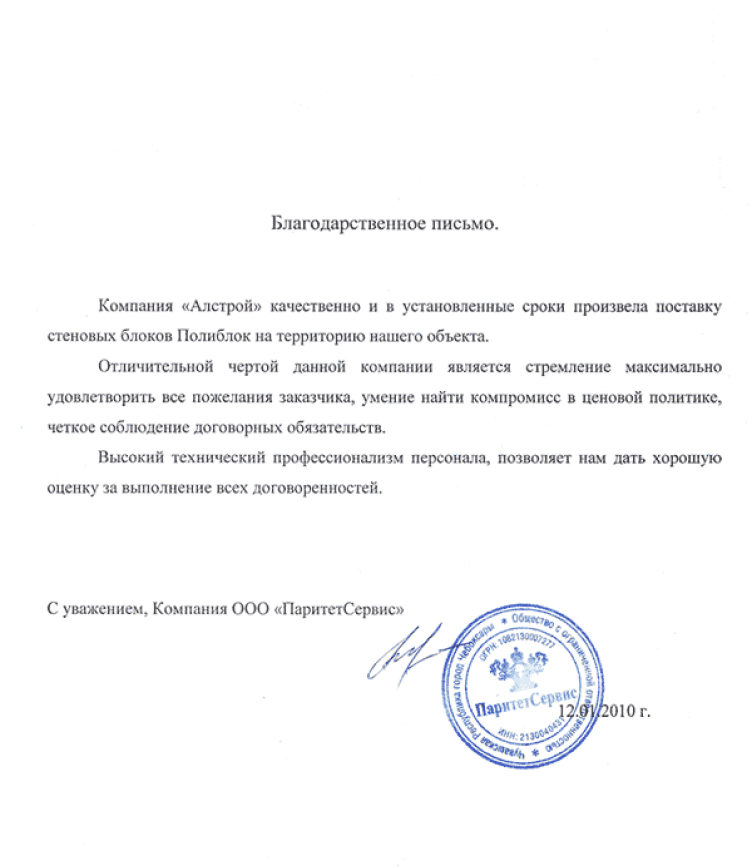 Благодарственное письмо.
Компания «Алстрой» качественно и в установленные сроки произвела поставку
стеновых блоков Полиблок на территорию нашего объекта.
Отличительной чертой данной компании является стремление максимально
удовлетворить все пожелания заказчика, умение найти компромисс в ценовой политике,
четкое соблюдение договорных обязательств.
Высокий технический профессионализм персонала, позволяет нам дать хорошую
оценку за выполнение всех договоренностей.
С уважением, Компания ООО «ПаритетСервис»
Чувашская Республика город Чебоксары * Общество с ограниченной ответственностью *
ОГРН: 1082130007277
ПаритетСервис
ИНН:
12.01.2010 г.